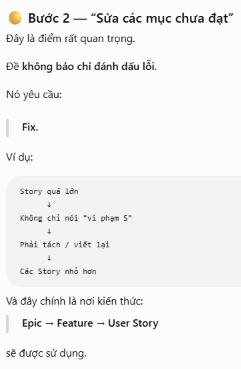 🟡 Bước 2 — “Sửa các mục chưa đạt”
Đây là điểm rất quan trọng.
Đề không bảo chỉ đánh dấu lỗi.
Nó yêu cầu:
Fix.
Ví dụ:
Story quá lớn
↓
Không chỉ nói "vi phạm S"
↓
Phải tách / viết lại
↓
Các Story nhỏ hơn
Và đây chính là nơi kiến thức:
Epic → Feature → User Story
sẽ được sử dụng.